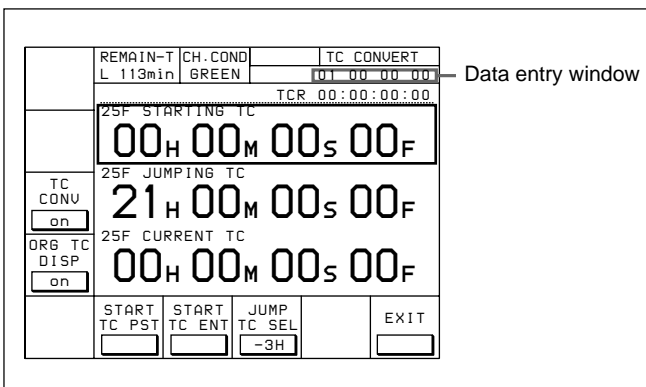 REMAIN-T CH.COND TC CONVERT
L 113min GREEN 01 00 00 00
Data entry window
TCR 00:00:00:00
25F STARTING TC
00H 00M 00S 00F
25F JUMPING TC
21H 00M 00S 00F
TC
CONV
on
25F CURRENT TC
00H 00M 00S 00F
ORG TC
DISP
on
START
TC PST
START
TC ENT
JUMP
TC SEL
-3H
EXIT